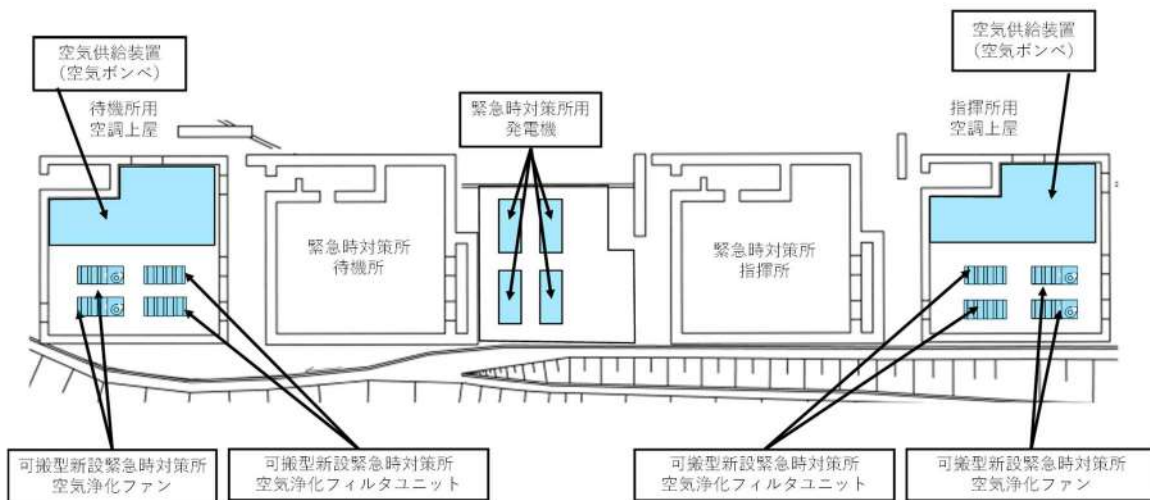 空気供給装置
(空気ボンベ)
空気供給装置
(空気ボンベ)
待機所用
空調上屋
緊急時対策所用
発電機
指揮所用
空調上屋
緊急時対策所
待機所
緊急時対策所
指揮所
可搬型新設緊急時対策所
空気浄化ファン
可搬型新設緊急時対策所
空気浄化フィルタユニット
可搬型新設緊急時対策所
空気浄化フィルタユニット
可搬型新設緊急時対策所
空気浄化ファン